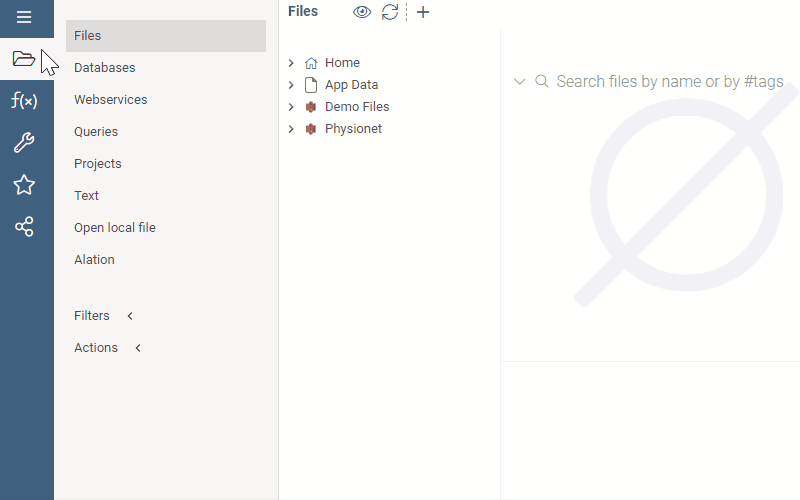 Files
Databases
Webservices
Queries
Projects
Text
Open local file
Alation
Filters
Actions
f(x)
Files
Home
App Data
Demo Files
Physionet
Search files by name or by #tags